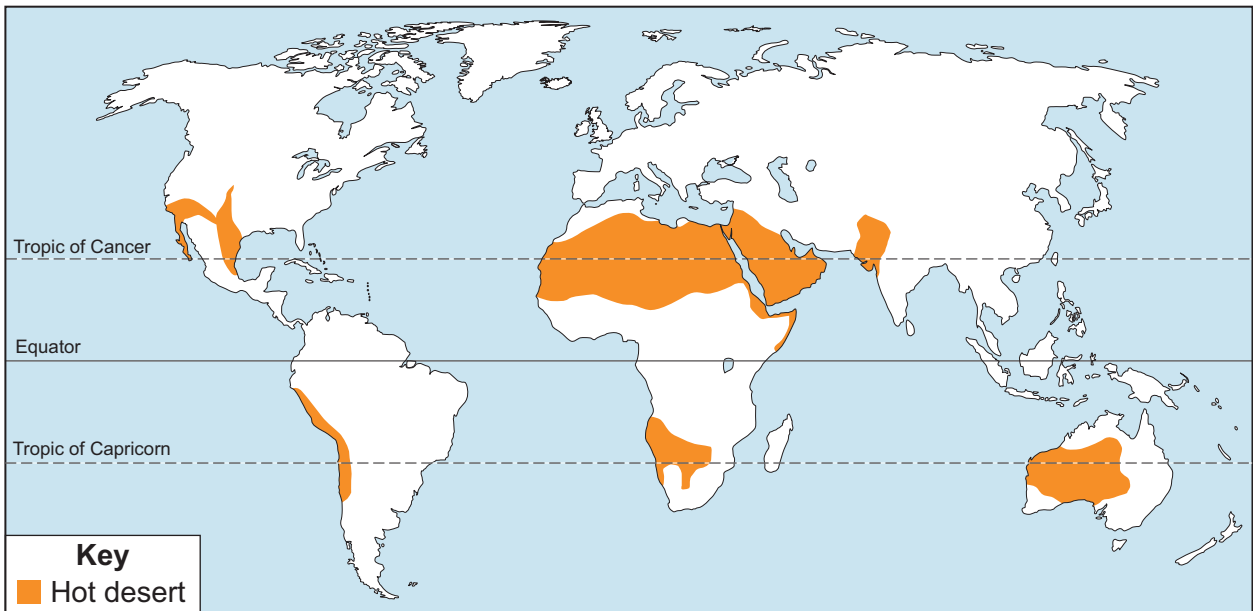 Tropic of Cancer
Equator
Tropic of Capricorn
Key
Hot desert